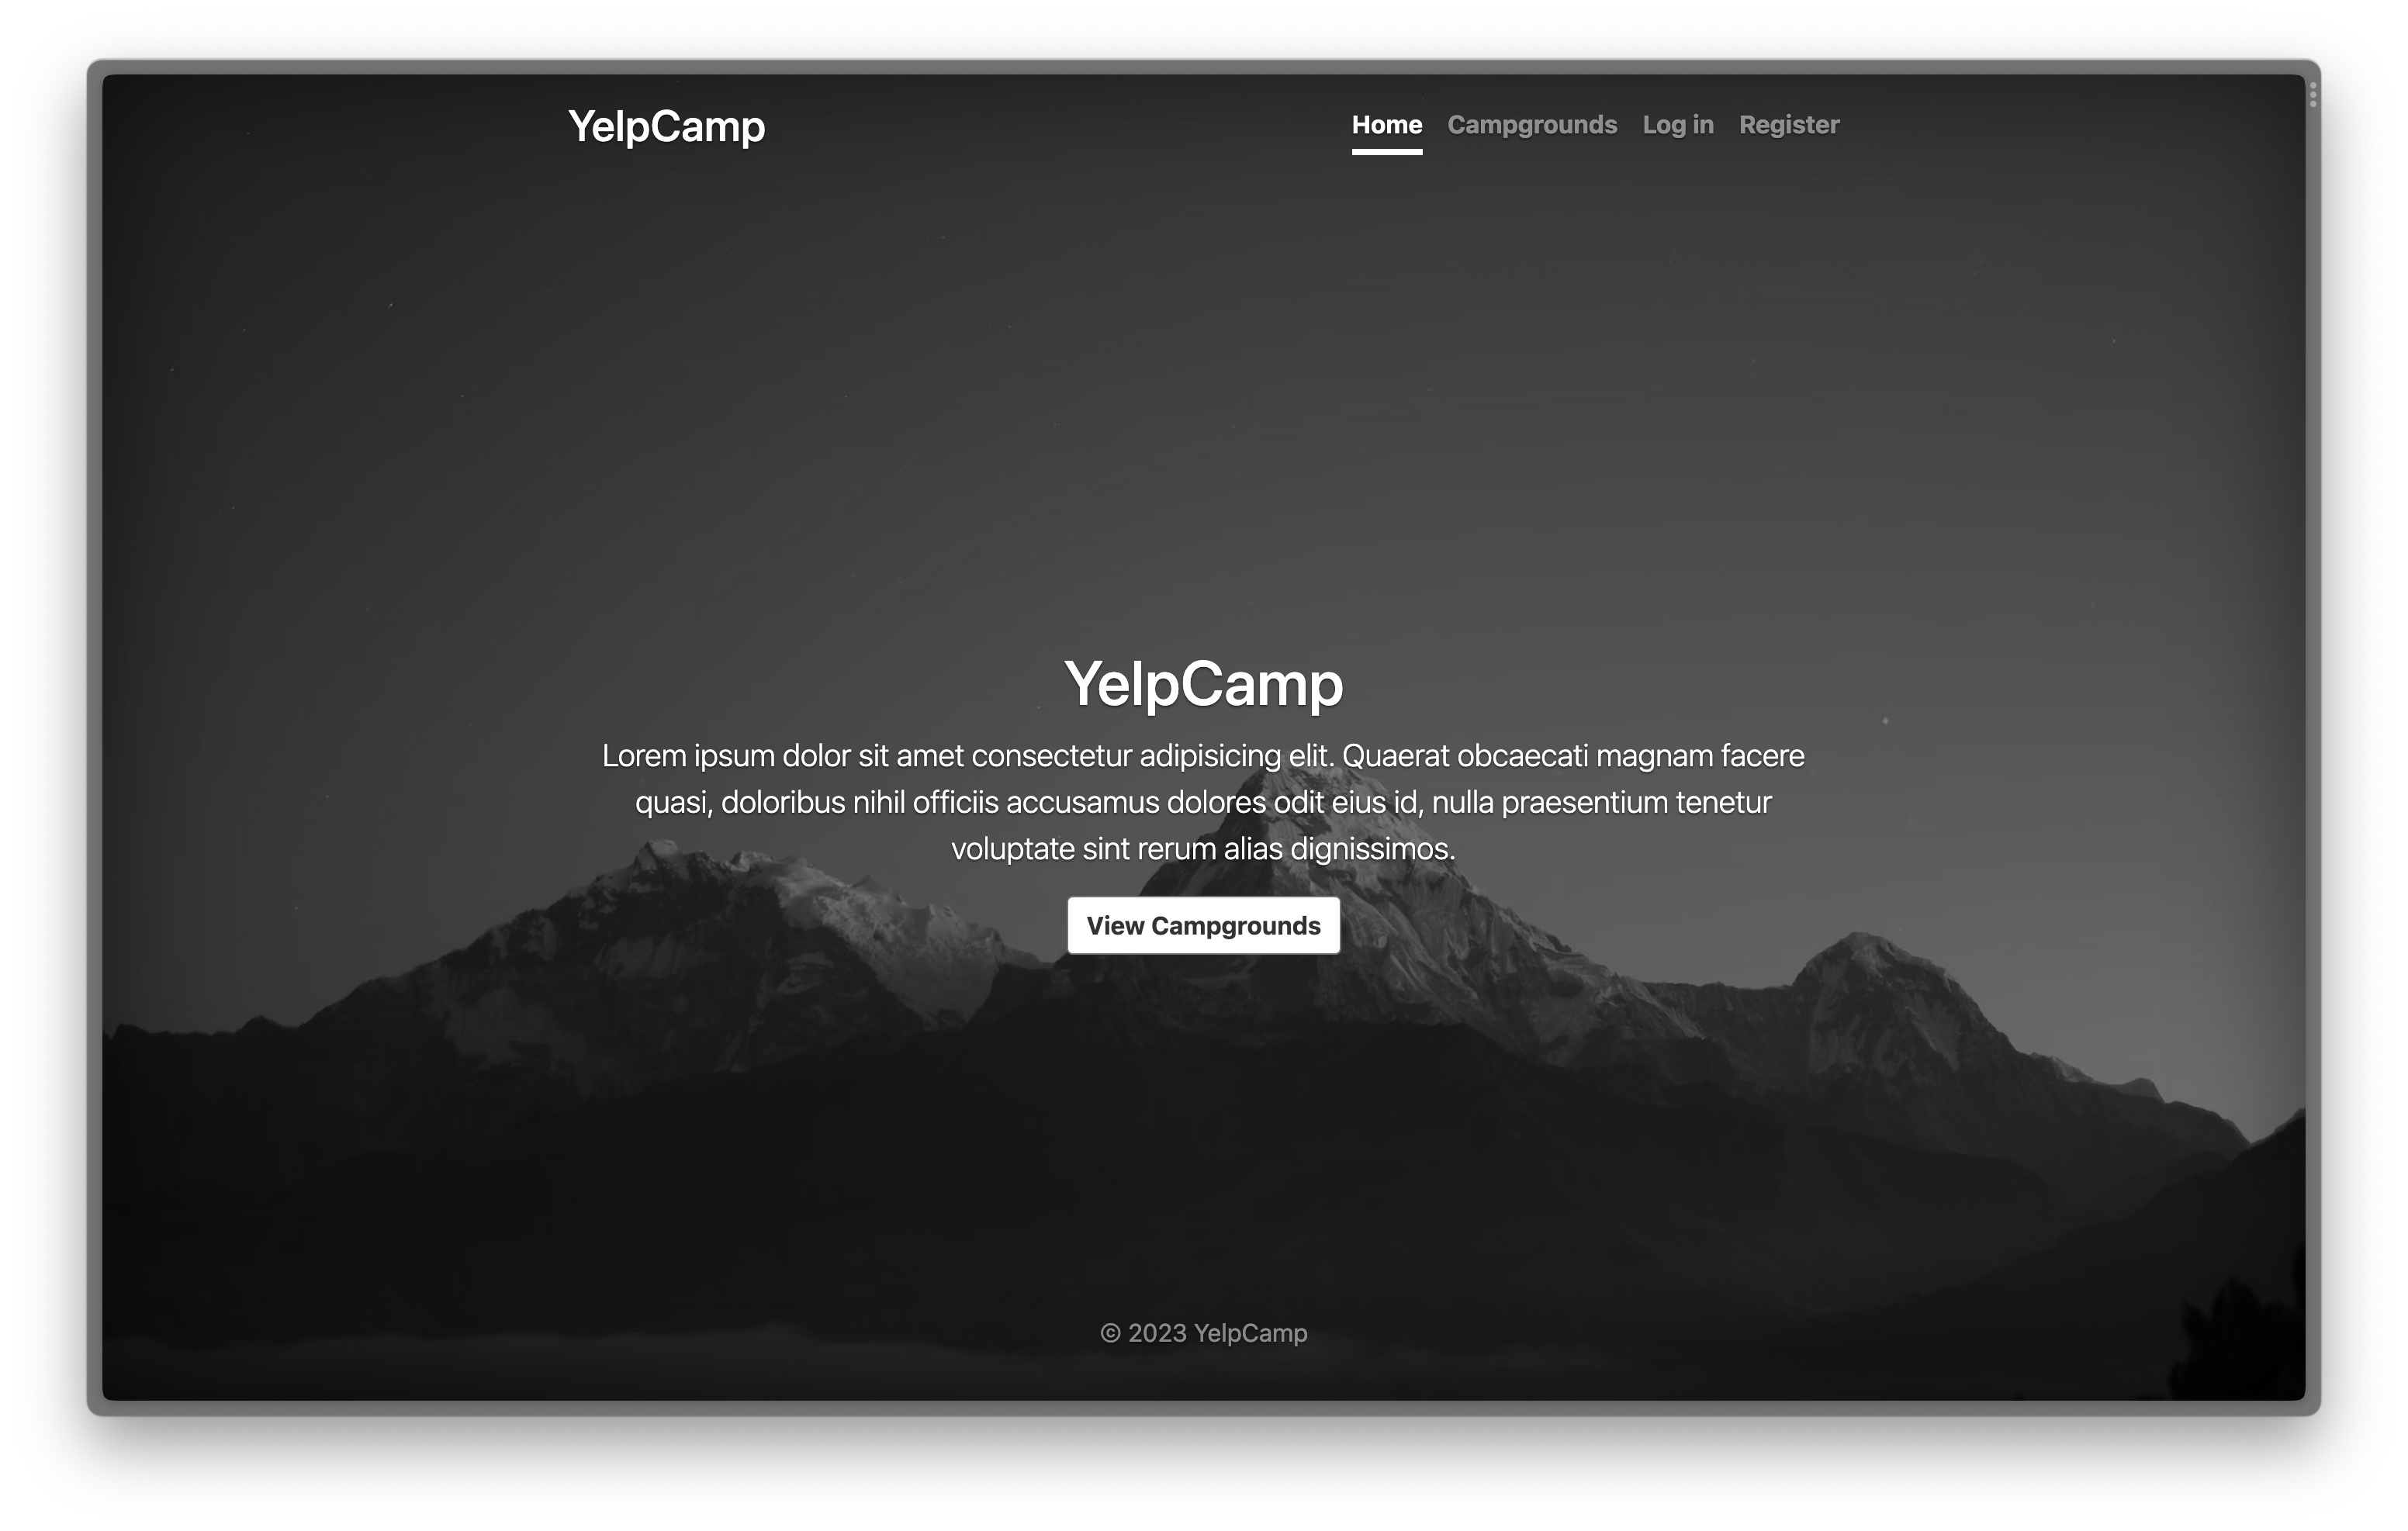 YelpCamp
Home Campgrounds Log in Register
YelpCamp
Lorem ipsum dolor sit amet consectetur adipisicing elit. Quaerat obcaecati magnam facere
quasi, doloribus nihil officiis accusamus dolores odit eius id, nulla praesentium tenetur
voluptate sint rerum alias dignissimos.
View Campgrounds
© 2023 YelpCamp